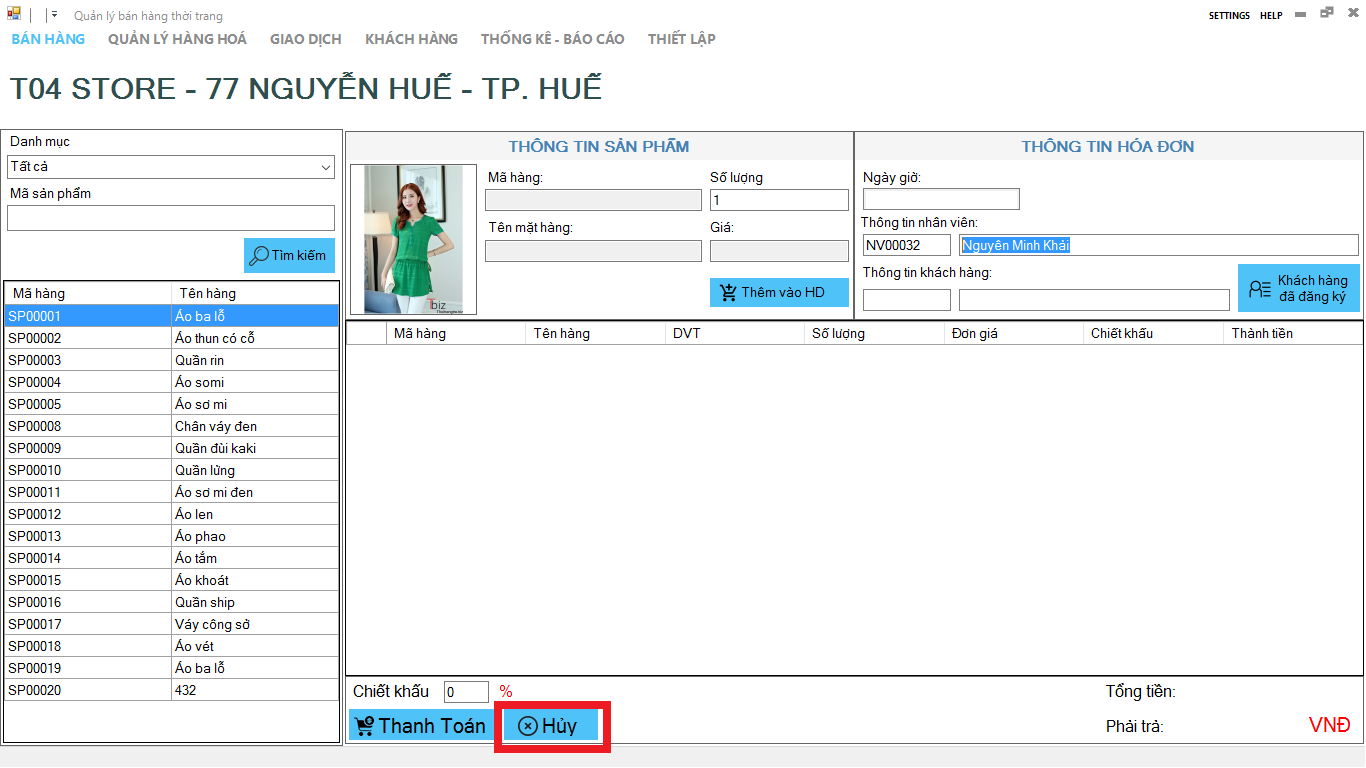 Quản lý bán hàng thời trang
SETTINGS HELP
BÁN HÀNG QUẢN LÝ HÀNG HOÁ GIAO DỊCH KHÁCH HÀNG THỐNG KÊ - BÁO CÁO THIẾT LẬP
T04 STORE - 77 NGUYỄN HUẾ - TP. HUẾ
Danh mục
Tất cả
Mã sản phẩm
Tìm kiếm
Mã hàng Tên hàng
SP00001 Áo ba lỗ
SP00002 Áo thun có cỗ
SP00003 Quần rin
SP00004 Áo somi
SP00005 Áo sơ mi
SP00008 Chân váy đen
SP00009 Quần đùi kaki
SP00010 Quần lửng
SP00011 Áo sơ mi đen
SP00012 Áo len
SP00013 Áo phao
SP00014 Áo tắm
SP00015 Áo khoát
SP00016 Quần ship
SP00017 Váy công sở
SP00018 Áo vét
SP00019 Áo ba lỗ
SP00020 432
THÔNG TIN SẢN PHẨM
Tbiz
Mã hàng:
Số lượng
1
Tên mặt hàng:
Giá:
Thêm vào HD
THÔNG TIN HÓA ĐƠN
Ngày giờ:
Thông tin nhân viên:
NV00032 Nguyên Minh Khải
Thông tin khách hàng:
Khách hàng
đã đăng ký
Mã hàng Tên hàng DVT Số lượng Đơn giá Chiết khấu Thành tiền
Chiết khấu 0 %
Tổng tiền:
Thanh Toán
Hủy
Phải trả: VNĐ